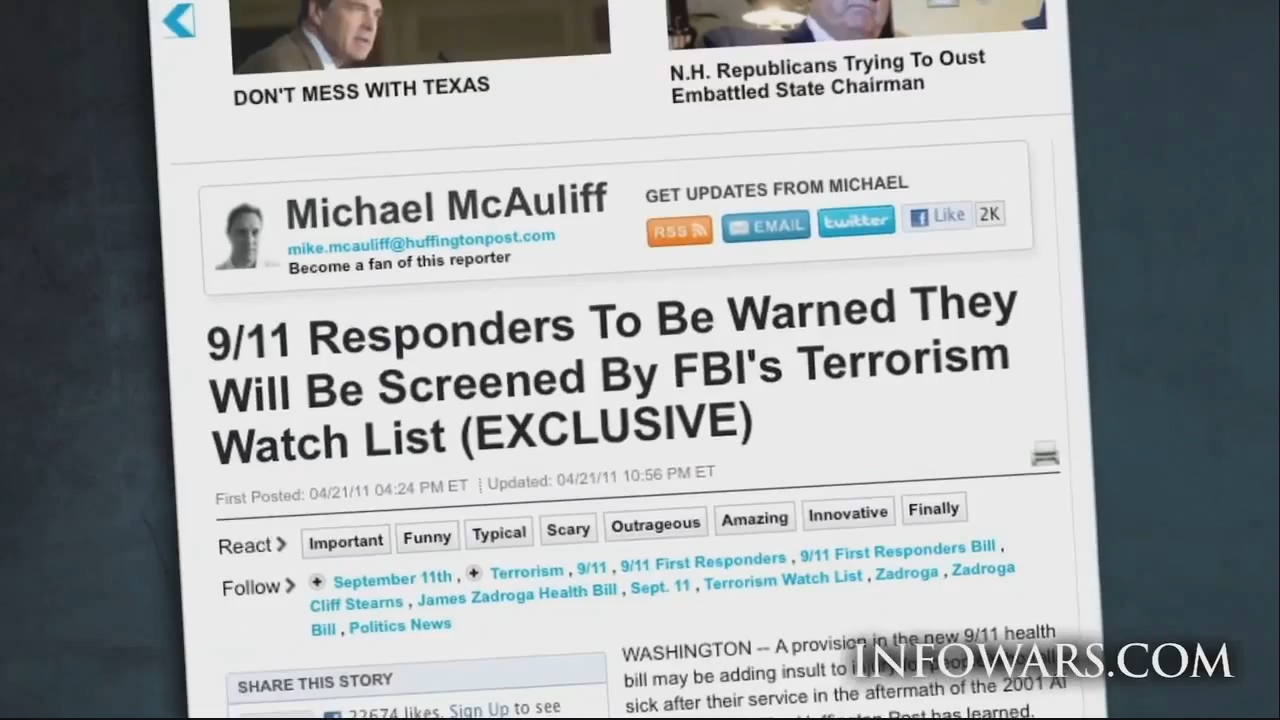 DON'T MESS WITH TEXAS
N.H. Republicans Trying To Oust
Embattled State Chairman
Michael McAuliff
mike.mcauliff@huffingtonpost.com
Become a fan of this reporter
GET UPDATES FROM MICHAEL
RSS EMAIL twitter Like 2K
9/11 Responders To Be Warned They
Will Be Screened By FBI's Terrorism
Watch List (EXCLUSIVE)
First Posted: 04/21/11 04:24 PM ET Updated: 04/21/11 10:56 PM ET
React Important Funny Typical Scary Outrageous Amazing Innovative Finally
Follow September 11th , Terrorism , 9/11 , 9/11 First Responders , 9/11 First Responders Bill ,
Cliff Stearns , James Zadroga Health Bill , Sept. 11 , Terrorism Watch List , Zadroga , Zadroga
Bill , Politics News
SHARE THIS STORY
22674 likes. Sign Up to see
WASHINGTON -- A provision in the new 9/11 health
bill may be adding insult to
sick after their service in the aftermath of the 2001 Al
Huffington Post has learned.
INFOWARS.COM